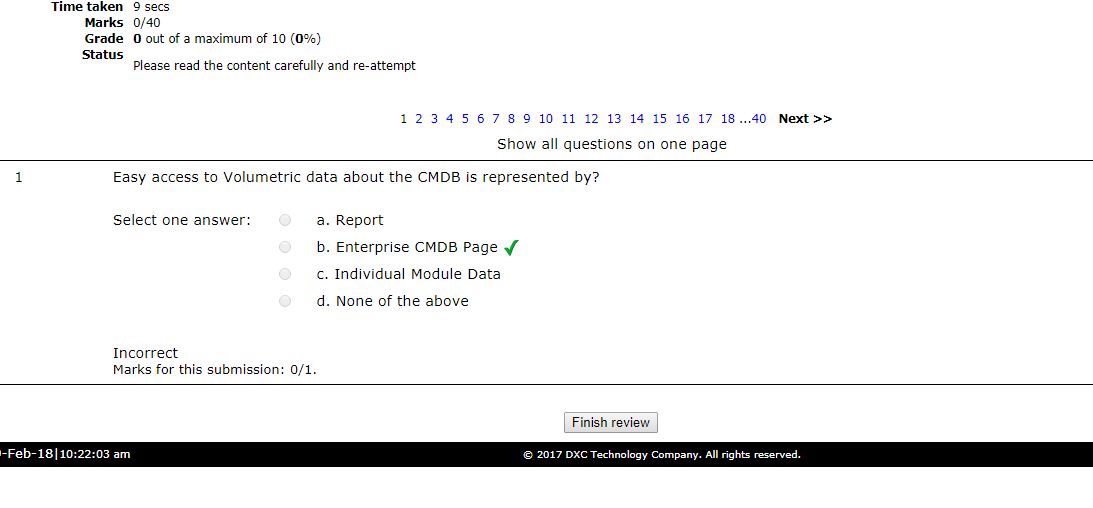 Time taken 9 secs
Marks 0/40
Grade 0 out of a maximum of 10 (0%)
Status
Please read the content carefully and re-attempt
1 2 3 4 5 6 7 8 9 10 11 12 13 14 15 16 17 18 ...40 Next >>
Show all questions on one page
1 Easy access to Volumetric data about the CMDB is represented by?
Select one answer: a. Report
b. Enterprise CMDB Page
c. Individual Module Data
d. None of the above
Incorrect
Marks for this submission: 0/1.
Finish review
-Feb-18|10:22:03 am © 2017 DXC Technology Company. All rights reserved.